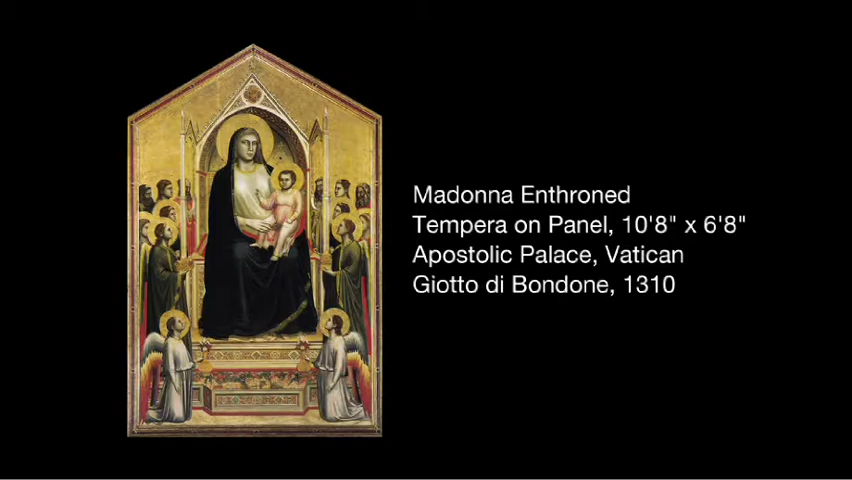 Madonna Enthroned
Tempera on Panel, 10'8" x 6'8"
Apostolic Palace, Vatican
Giotto di Bondone, 1310